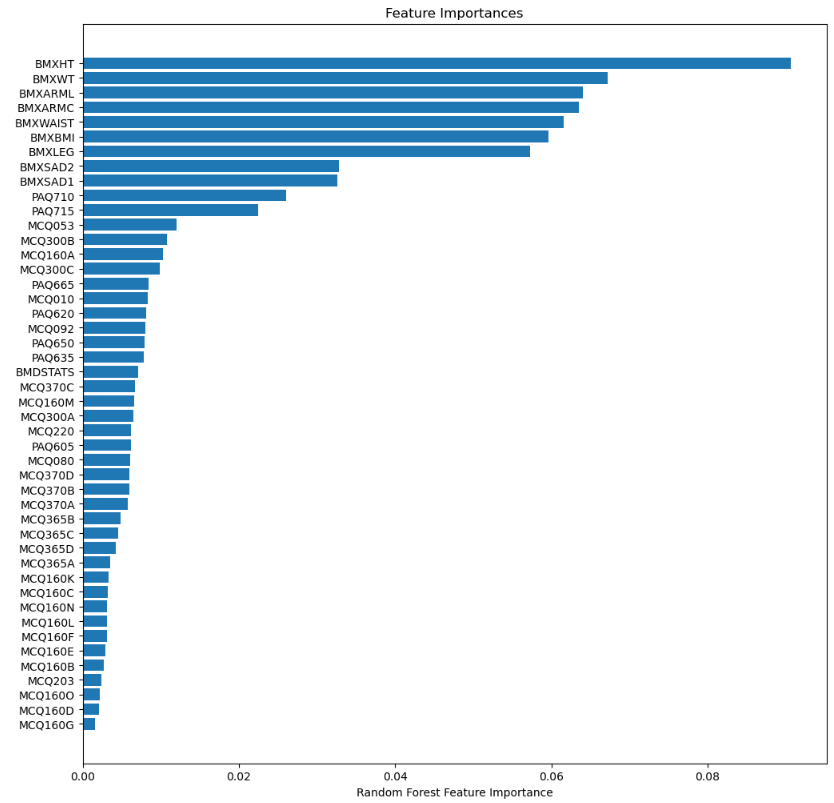 Feature Importances
BMXHT
BMXWT
BMXARML
BMXARMC
BMXWAIST
BMXBMI
BMXLEG
BMXSAD2
BMXSAD1
PAQ710
PAQ715
MCQ053
MCQ300B
MCQ160A
MCQ300C
PAQ665
MCQ010
PAQ620
MCQ092
PAQ650
PAQ635
BMDSTATS
MCQ370C
MCQ160M
MCQ300A
MCQ220
PAQ605
MCQ080
MCQ370D
MCQ370B
MCQ370A
MCQ365B
MCQ365C
MCQ365D
MCQ365A
MCQ160K
MCQ160C
MCQ160N
MCQ160L
MCQ160F
MCQ160E
MCQ160B
MCQ203
MCQ160O
MCQ160D
MCQ160G
0.00 0.02 0.04 0.06 0.08
Random Forest Feature Importance